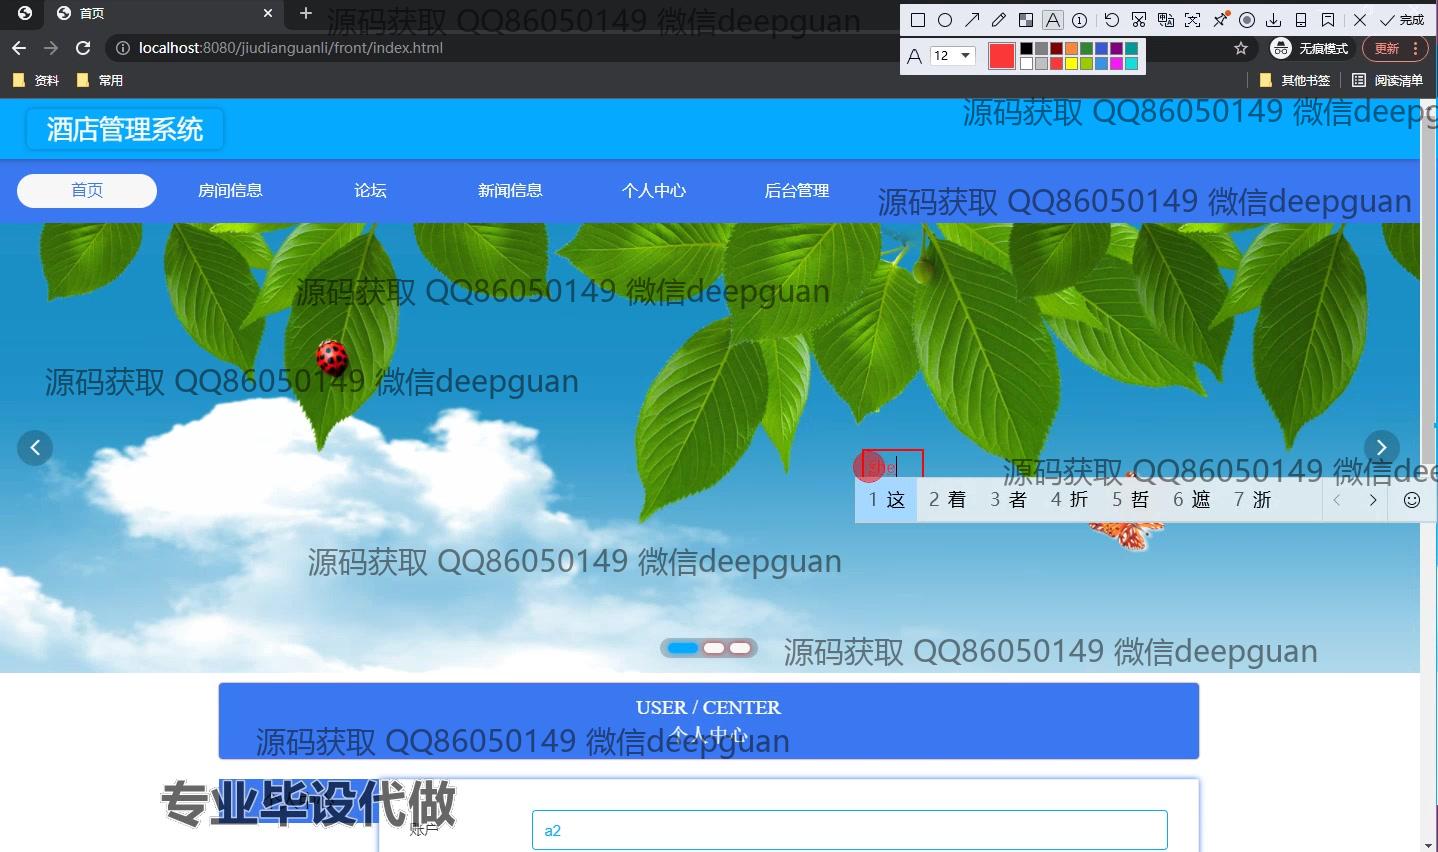 首页
完成
localhost:8080/jiudianguanli/front/index.html
12
无痕模式
更新
资料
常用
其他书签
阅读清单
源码获取 QQ86050149 微信deepguan
源码获取 QQ86050149 微信deepg
酒店管理系统
首页
房间信息
论坛
新闻信息
个人中心
后台管理
源码获取 QQ86050149 微信deepguan
源码获取 QQ86050149 微信deepguan
源码获取 QQ86050149 微信deepguan
zhe
源码获取 QQ86050149 微信dee
1 这
2 着
3 者
4 折
5 哲
6 遮
7 浙
源码获取 QQ86050149 微信deepguan
源码获取 QQ86050149 微信deepguan
USER / CENTER
个人中心
源码获取 QQ86050149 微信deepguan
专业毕设代做
账户
a2